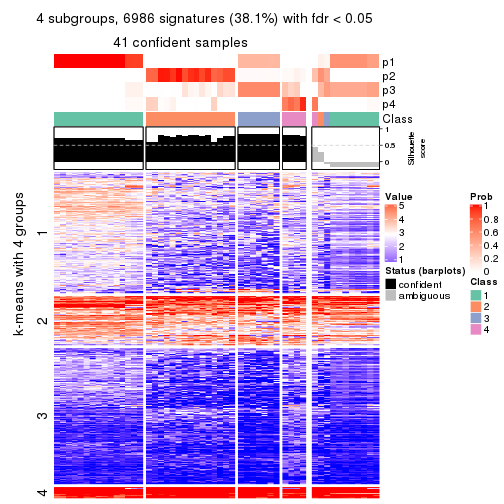 4 subgroups, 6986 signatures (38.1%) with fdr < 0.05
41 confident samples
p1
p2
p3
p4
Class
1
0.5
0
Silhouette
score
k-means with 4 groups
1
2
3
4
Value
5
4
3
2
1
Status (barplots)
confident
ambiguous
Prob
1
0.8
0.6
0.4
0.2
0
Class
1
2
3
4